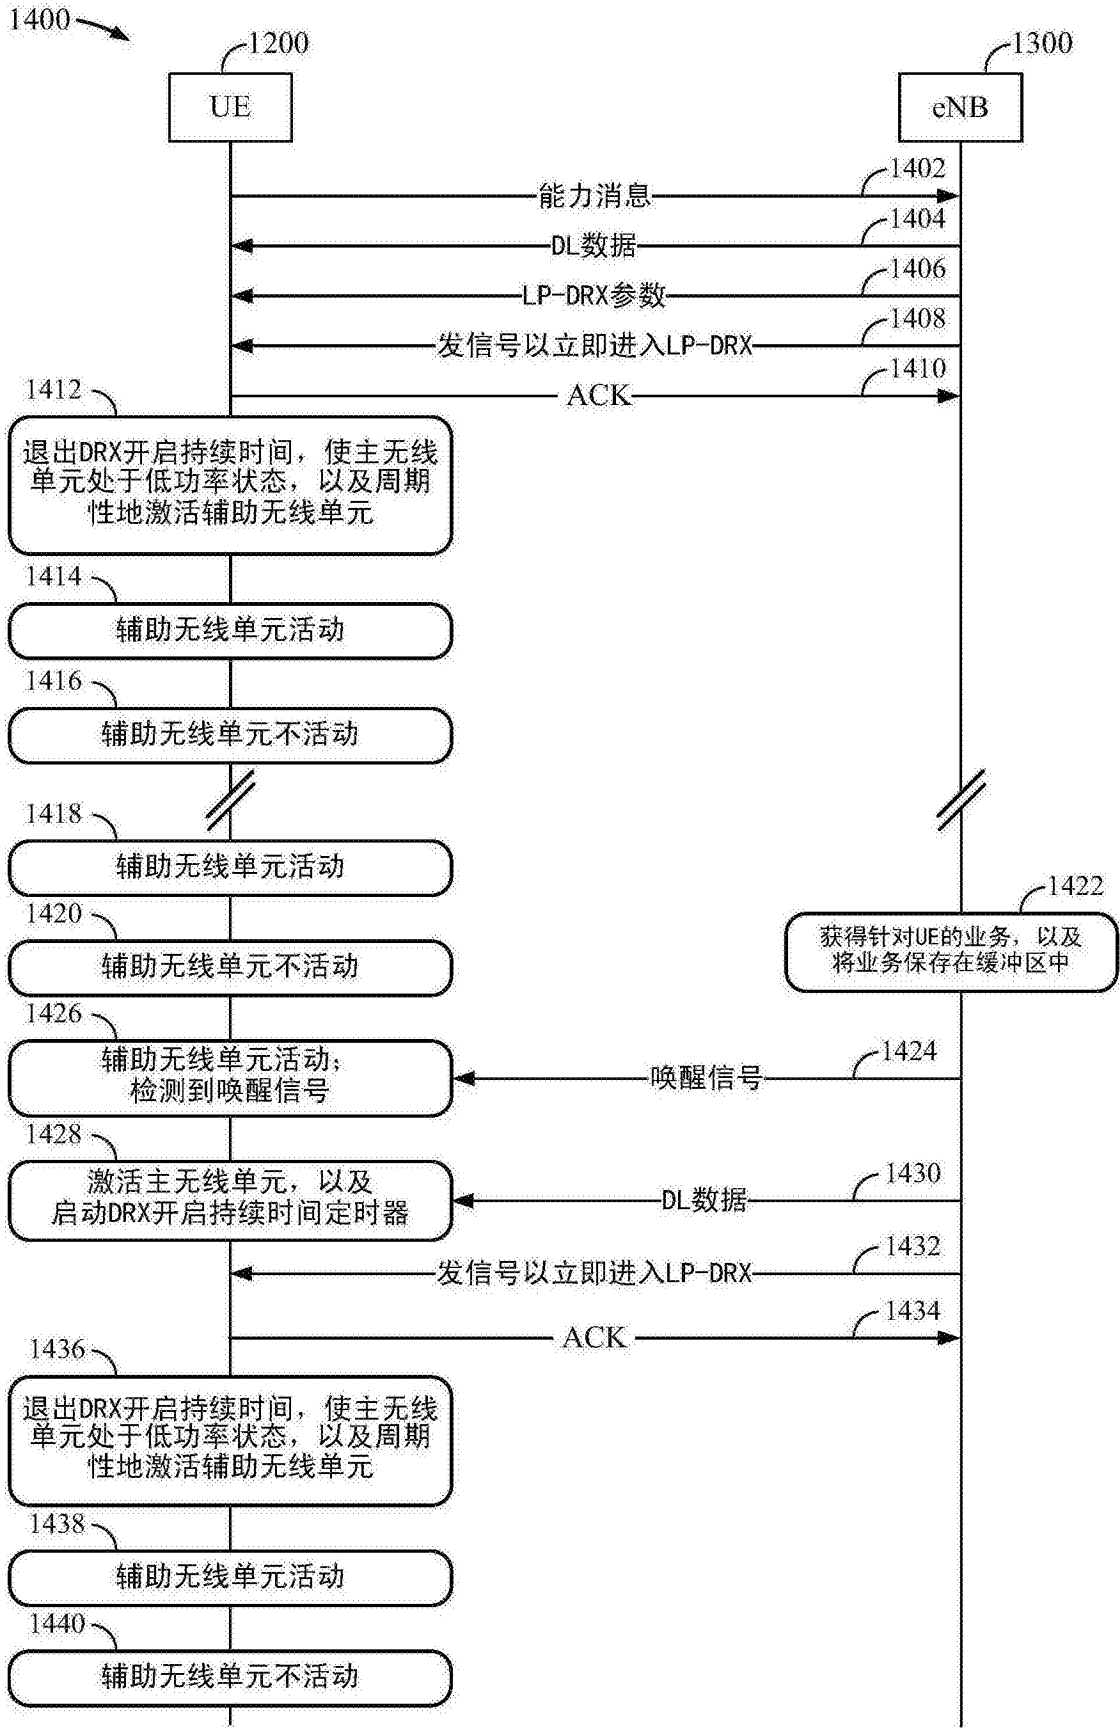 1400
1200
1300
UE
eNB
1402
能力消息
1404
DL数据
1406
LP-DRX参数
1408
发信号以立即进入LP-DRX
1410
ACK
1412
退出DRX开启持续时间，使主无线
单元处于低功率状态，以及周期
性地激活辅助无线单元
1414
辅助无线单元活动
1416
辅助无线单元不活动
1418
辅助无线单元活动
1422
获得针对UE的业务，以及
将业务保存在缓冲区中
1420
辅助无线单元不活动
1426
辅助无线单元活动；
检测到唤醒信号
1424
唤醒信号
1428
激活主无线单元，以及
启动DRX开启持续时间定时器
1430
DL数据
1432
发信号以立即进入LP-DRX
1434
ACK
1436
退出DRX开启持续时间，使主无线
单元处于低功率状态，以及周期
性地激活辅助无线单元
1438
辅助无线单元活动
1440
辅助无线单元不活动